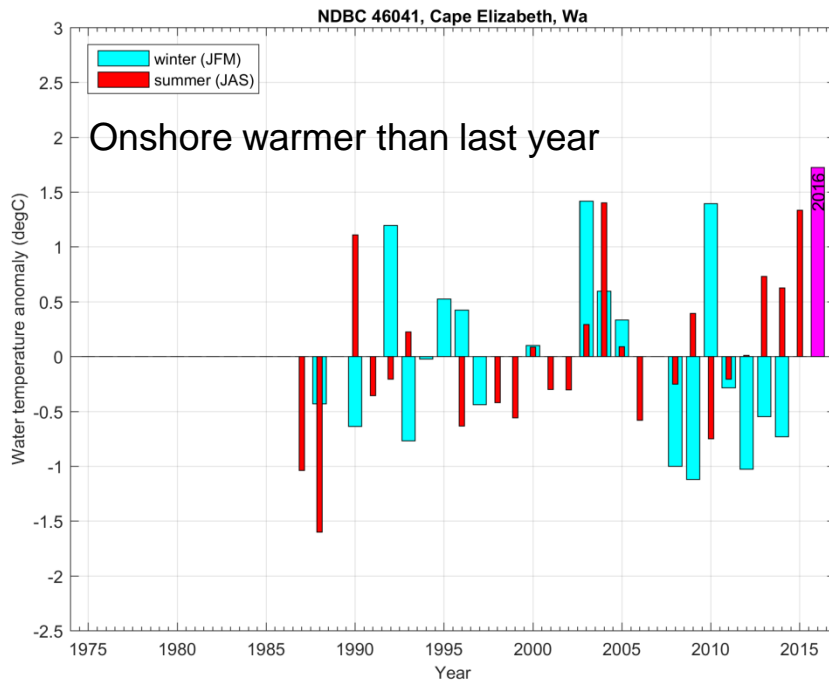 NDBC 46041, Cape Elizabeth, Wa
3
winter (JFM)
summer (JAS)
2.5
Onshore warmer than last year
2
1.5
2016
1
0.5
0
-0.5
-1
-1.5
-2
-2.5
Water temperature anomaly (degC)
1975 1980 1985 1990 1995 2000 2005 2010 2015
Year